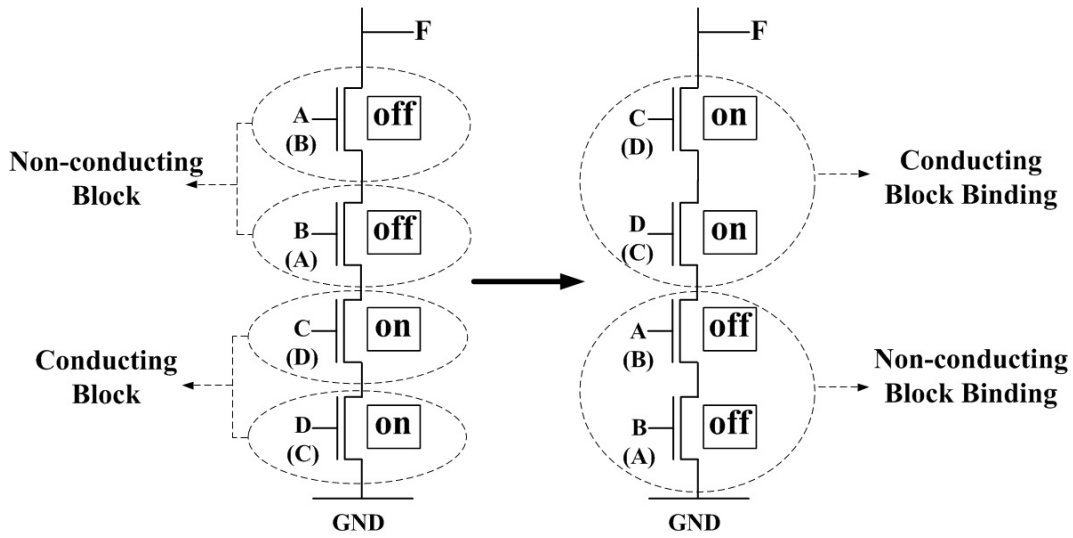 F
A
(B)
off
Non-conducting
Block
B
(A)
off
C
(D)
on
Conducting
Block
D
(C)
on
GND
F
C
(D)
on
Conducting
Block Binding
D
(C)
on
A
(B)
off
Non-conducting
Block Binding
B
(A)
off
GND